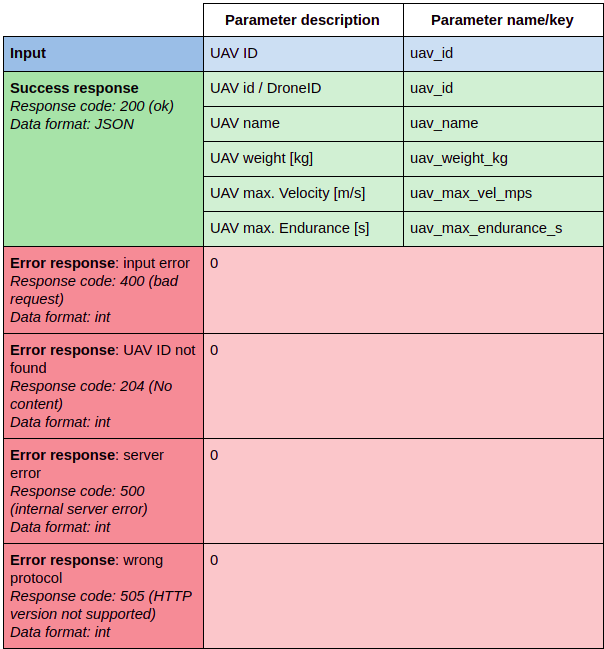 Parameter description Parameter name/key
Input UAV ID uav_id
Success response UAV id / DroneID uav_id
Response code: 200 (ok)
Data format: JSON UAV name uav_name
UAV weight [kg] uav_weight_kg
UAV max. Velocity [m/s] uav_max_vel_mps
UAV max. Endurance [s] uav_max_endurance_s
Error response: input error 0
Response code: 400 (bad
request)
Data format: int
Error response: UAV ID not 0
found
Response code: 204 (No
content)
Data format: int
Error response: server 0
error
Response code: 500
(internal server error)
Data format: int
Error response: wrong 0
protocol
Response code: 505 (HTTP
version not supported)
Data format: int